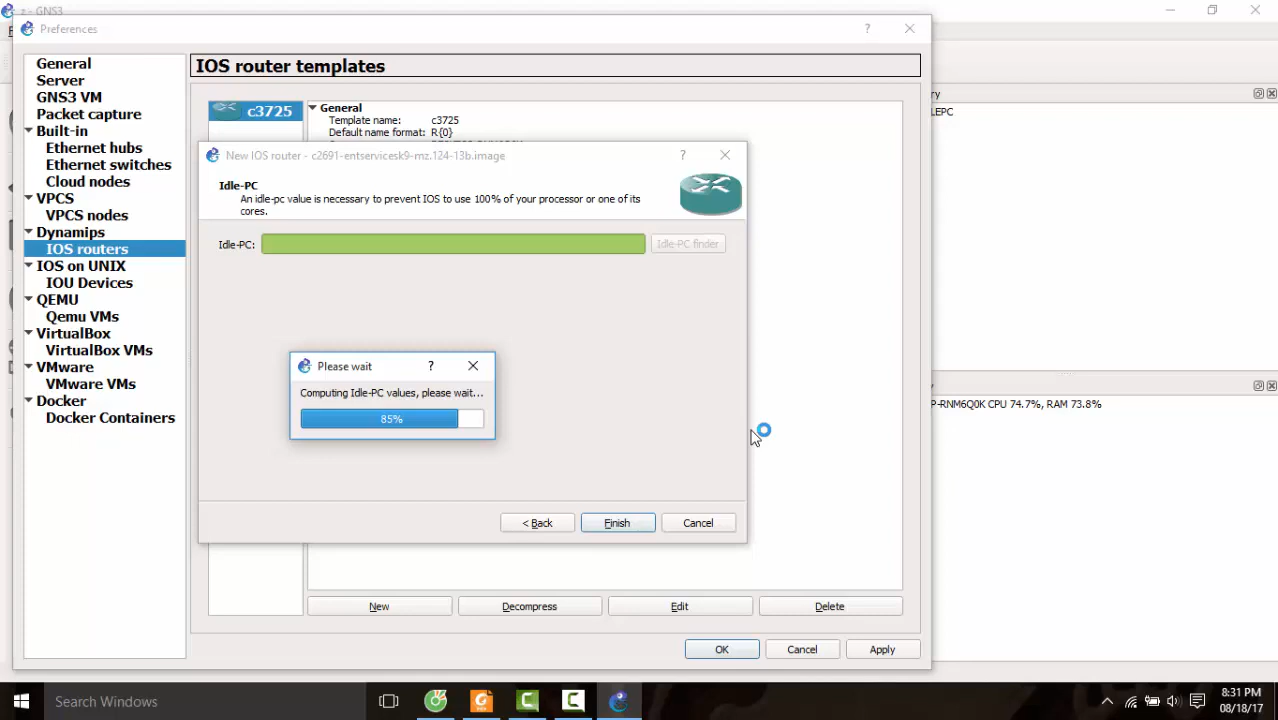 z - GNS3
Preferences
General
Server
GNS3 VM
Packet capture
Built-in
Ethernet hubs
Ethernet switches
Cloud nodes
VPCS
VPCS nodes
Dynamips
IOS routers
IOS on UNIX
IOU Devices
QEMU
Qemu VMs
VirtualBox
VirtualBox VMs
VMware
VMware VMs
Docker
Docker Containers
IOS router templates
c3725
General
Template name: c3725
Default name format: R{0}
New IOS router - c2691-entservicesk9-mz.124-13b.image
Idle-PC
An idle-pc value is necessary to prevent IOS to use 100% of your processor or one of its
cores.
Idle-PC:
Idle-PC finder
Please wait
Computing Idle-PC values, please wait...
85%
< Back
Finish
Cancel
New
Decompress
Edit
Delete
OK
Cancel
Apply
ry
LEPC
P-RNM6Q0K CPU 74.7%, RAM 73.8%
Search Windows
8:31 PM
08/18/17